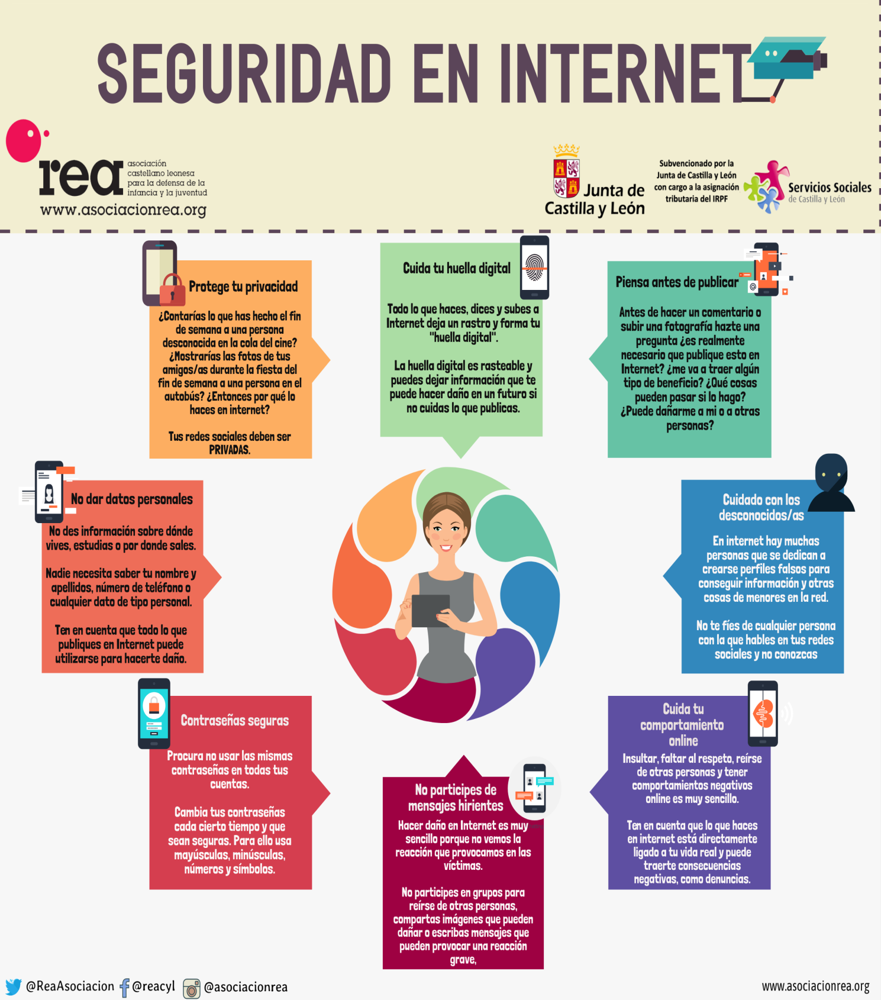 SEGURIDAD EN INTERNET
rea
asociación
castellano leonesa
para la defensa de la
infancia y la juventud
www.asociacionrea.org
Junta de
Castilla y León
Subvencionado por la
Junta de Castilla y León
con cargo a la asignación
tributaria del IRPF
Servicios Sociales
de Castilla y León
Protege tu privacidad
¿Contarías lo que has hecho el fin
de semana a una persona
desconocida en la cola del cine?
¿Mostrarías las fotos de tus
amigos/as durante la fiesta del
fin de semana a una persona en el
autobús? ¿Entonces por qué lo
haces en internet?
Tus redes sociales deben ser
PRIVADAS.
Cuida tu huella digital
Todo lo que haces, dices y subes a
Internet deja un rastro y forma tu
"huella digital".
La huella digital es rasteable y
puedes dejar información que te
puede hacer daño en un futuro si
no cuidas lo que publicas.
Piensa antes de publicar
@
Antes de hacer un comentario o
subir una fotografía hazte una
pregunta ¿es realmente
necesario que publique esto en
Internet? ¿me va a traer algún
tipo de beneficio? ¿Qué cosas
pueden pasar si lo hago?
¿Puede dañarme a mi o a otras
personas?
No dar datos personales
No des información sobre dónde
vives, estudias o por donde sales.
Nadie necesita saber tu nombre y
apellidos, número de teléfono o
cualquier dato de tipo personal.
Ten en cuenta que todo lo que
publiques en Internet puede
utilizarse para hacerte daño.
Cuidado con los
desconocidos/as
En internet hay muchas
personas que se dedican a
crearse perfiles falsos para
conseguir información y otras
cosas de menores en la red.
No te fíes de cualquier persona
con la que hables en tus redes
sociales y no conozcas
Contraseñas seguras
Procura no usar las mismas
contraseñas en todas tus
cuentas.
Cambia tus contraseñas
cada cierto tiempo y que
sean seguras. Para ello usa
mayúsculas, minúsculas,
números y símbolos.
No participes de
mensajes hirientes
Hacer daño en Internet es muy
sencillo porque no vemos la
reacción que provocamos en las
víctimas.
No participes en grupos para
reírse de otras personas,
compartas imágenes que pueden
dañar o escribas mensajes que
pueden provocar una reacción
grave,
Cuida tu
comportamiento
online
Insultar, faltar al respeto, reírse
de otras personas y tener
comportamientos negativos
online es muy sencillo.
Ten en cuenta que lo que haces
en internet está directamente
ligado a tu vida real y puede
traerte consecuencias
negativas, como denuncias.
@ReaAsociacion @reacyl @asociacionrea
www.asociacionrea.org